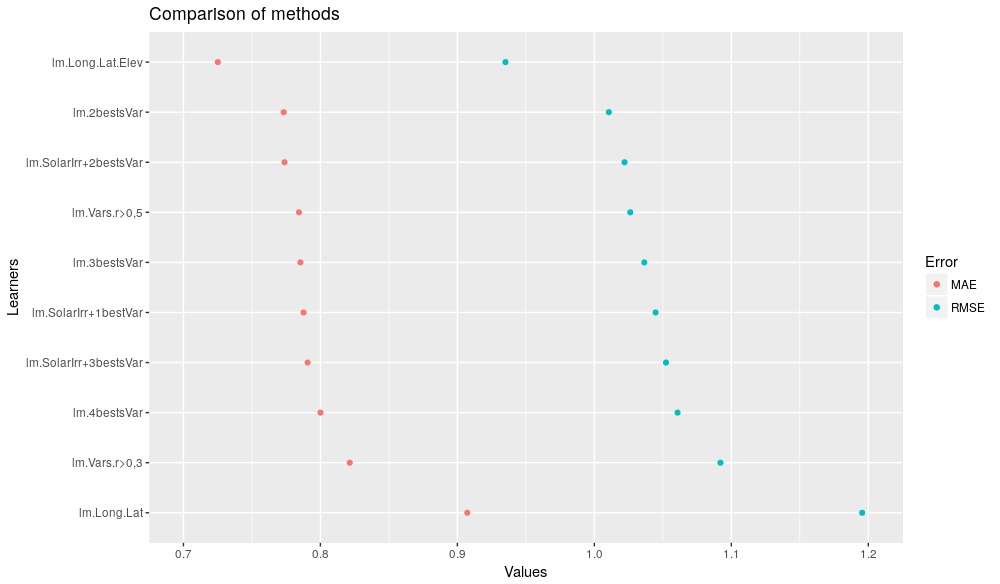 Comparison of methods
Learners
lm.Long.Lat.Elev
lm.2bestsVar
lm.SolarIrr+2bestsVar
lm.Vars.r>0,5
lm.3bestsVar
lm.SolarIrr+1bestVar
lm.SolarIrr+3bestsVar
lm.4bestsVar
lm.Vars.r>0,3
lm.Long.Lat
0.7 0.8 0.9 1.0 1.1 1.2
Values
Error
MAE
RMSE